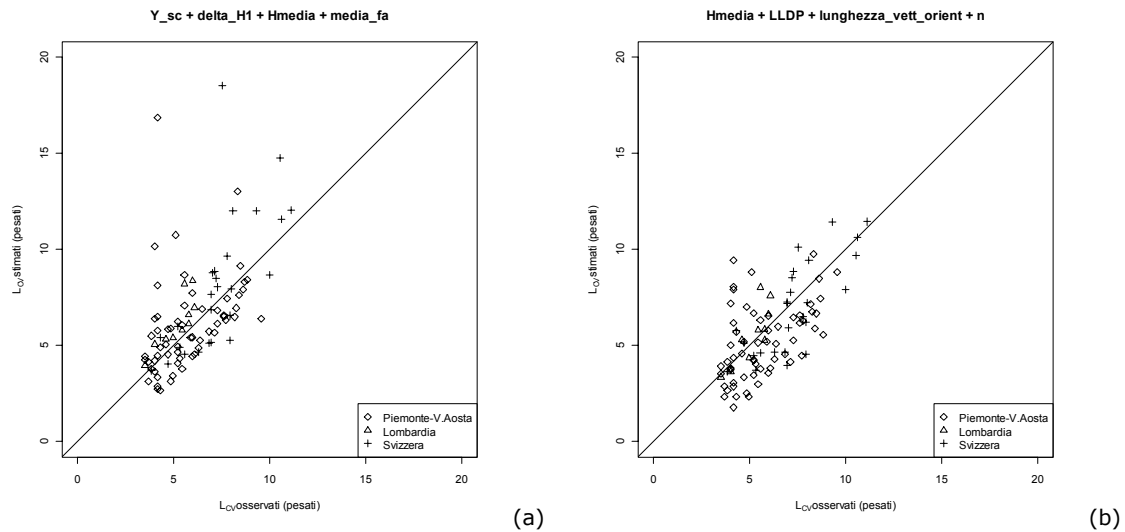 Y_sc + delta_H1 + Hmedia + media_fa
L_CV stimati (pesati)
20
15
10
5
0
Piemonte-V.Aosta
Lombardia
Svizzera
0 5 10 15 20
L_CV osservati (pesati)
(a)
Hmedia + LLDP + lunghezza_vett_orient + n
L_CV stimati (pesati)
20
15
10
5
0
Piemonte-V.Aosta
Lombardia
Svizzera
0 5 10 15 20
L_CV osservati (pesati)
(b)